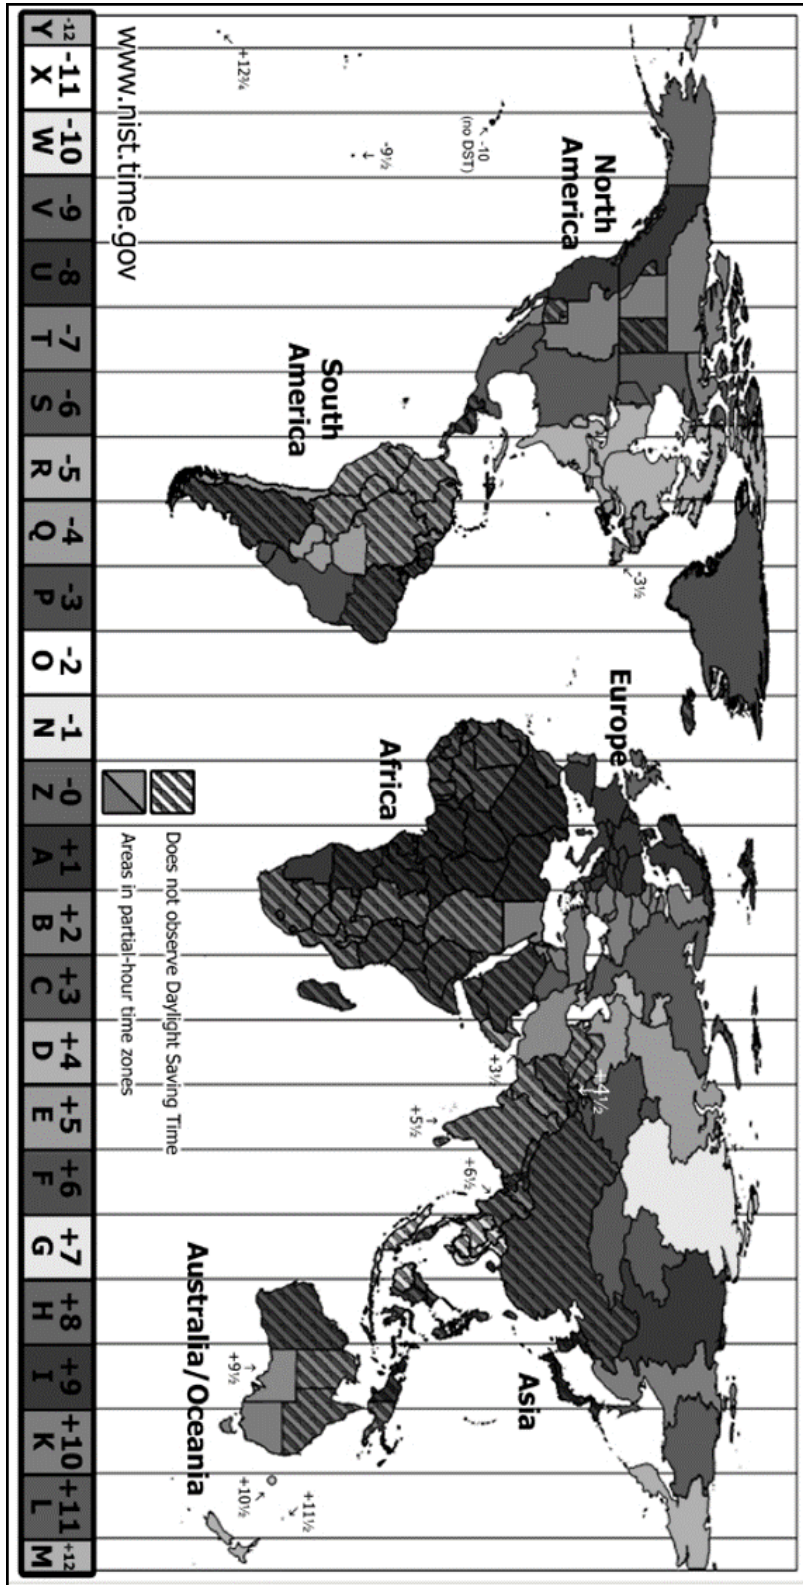 www.nist.time.gov
+12¾
-9½
-10
(no DST)
North
America
South
America
-3½
Europe
Africa
Does not observe Daylight Saving Time
Areas in partial-hour time zones
+3½
+4½
+5½
+6½
Asia
Australia/Oceania
+9½
+10½
+11½
-12 -11 -10 -9 -8 -7 -6 -5 -4 -3 -2 -1 -0 +1 +2 +3 +4 +5 +6 +7 +8 +9 +10 +11 +12
Y X W V U T S R Q P O N Z A B C D E F G H I K L M